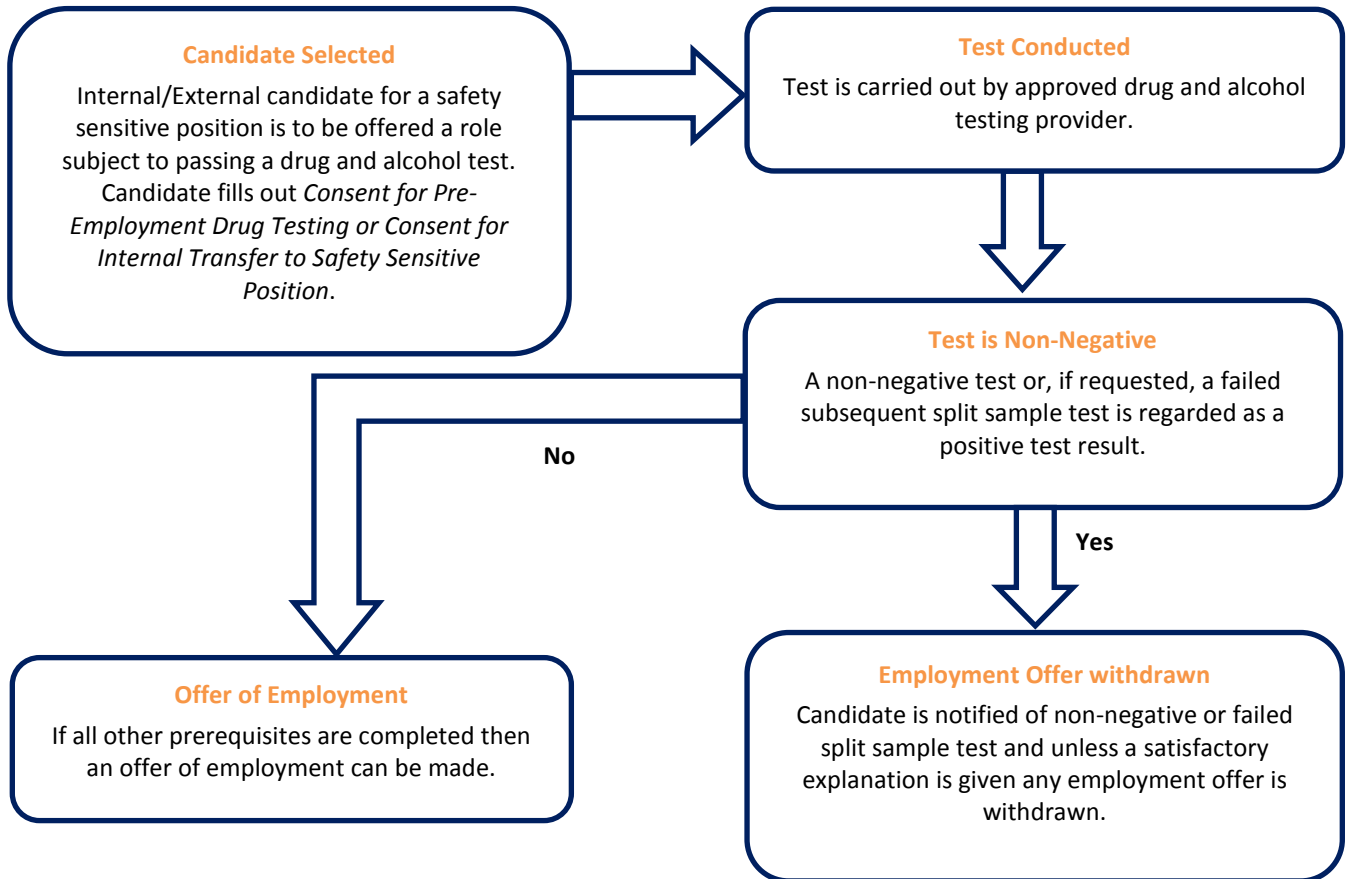 Candidate Selected
Internal/External candidate for a safety
sensitive position is to be offered a role
subject to passing a drug and alcohol test.
Candidate fills out Consent for Pre-
Employment Drug Testing or Consent for
Internal Transfer to Safety Sensitive
Position.
Test Conducted
Test is carried out by approved drug and alcohol
testing provider.
Test is Non-Negative
A non-negative test or, if requested, a failed
subsequent split sample test is regarded as a
positive test result.
No
Yes
Offer of Employment
If all other prerequisites are completed then
an offer of employment can be made.
Employment Offer withdrawn
Candidate is notified of non-negative or failed
split sample test and unless a satisfactory
explanation is given any employment offer is
withdrawn.